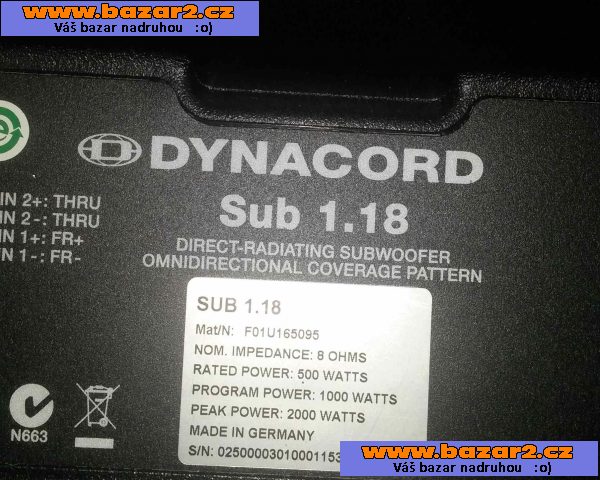 www.bazar2.cz
Váš bazar nadruhou :o)
DYNACORD
Sub 1.18
DIRECT-RADIATING SUBWOOFER
OMNIDIRECTIONAL COVERAGE PATTERN
IN 2+: THRU
IN 2-: THRU
IN 1+: FR+
IN 1-: FR-
SUB 1.18
Mat/N: F01U165095
NOM. IMPEDANCE: 8 OHMS
RATED POWER: 500 WATTS
PROGRAM POWER: 1000 WATTS
PEAK POWER: 2000 WATTS
MADE IN GERMANY
S/N: 02500003010001153
N663
www.bazar2.cz
Váš bazar nadruhou :o)